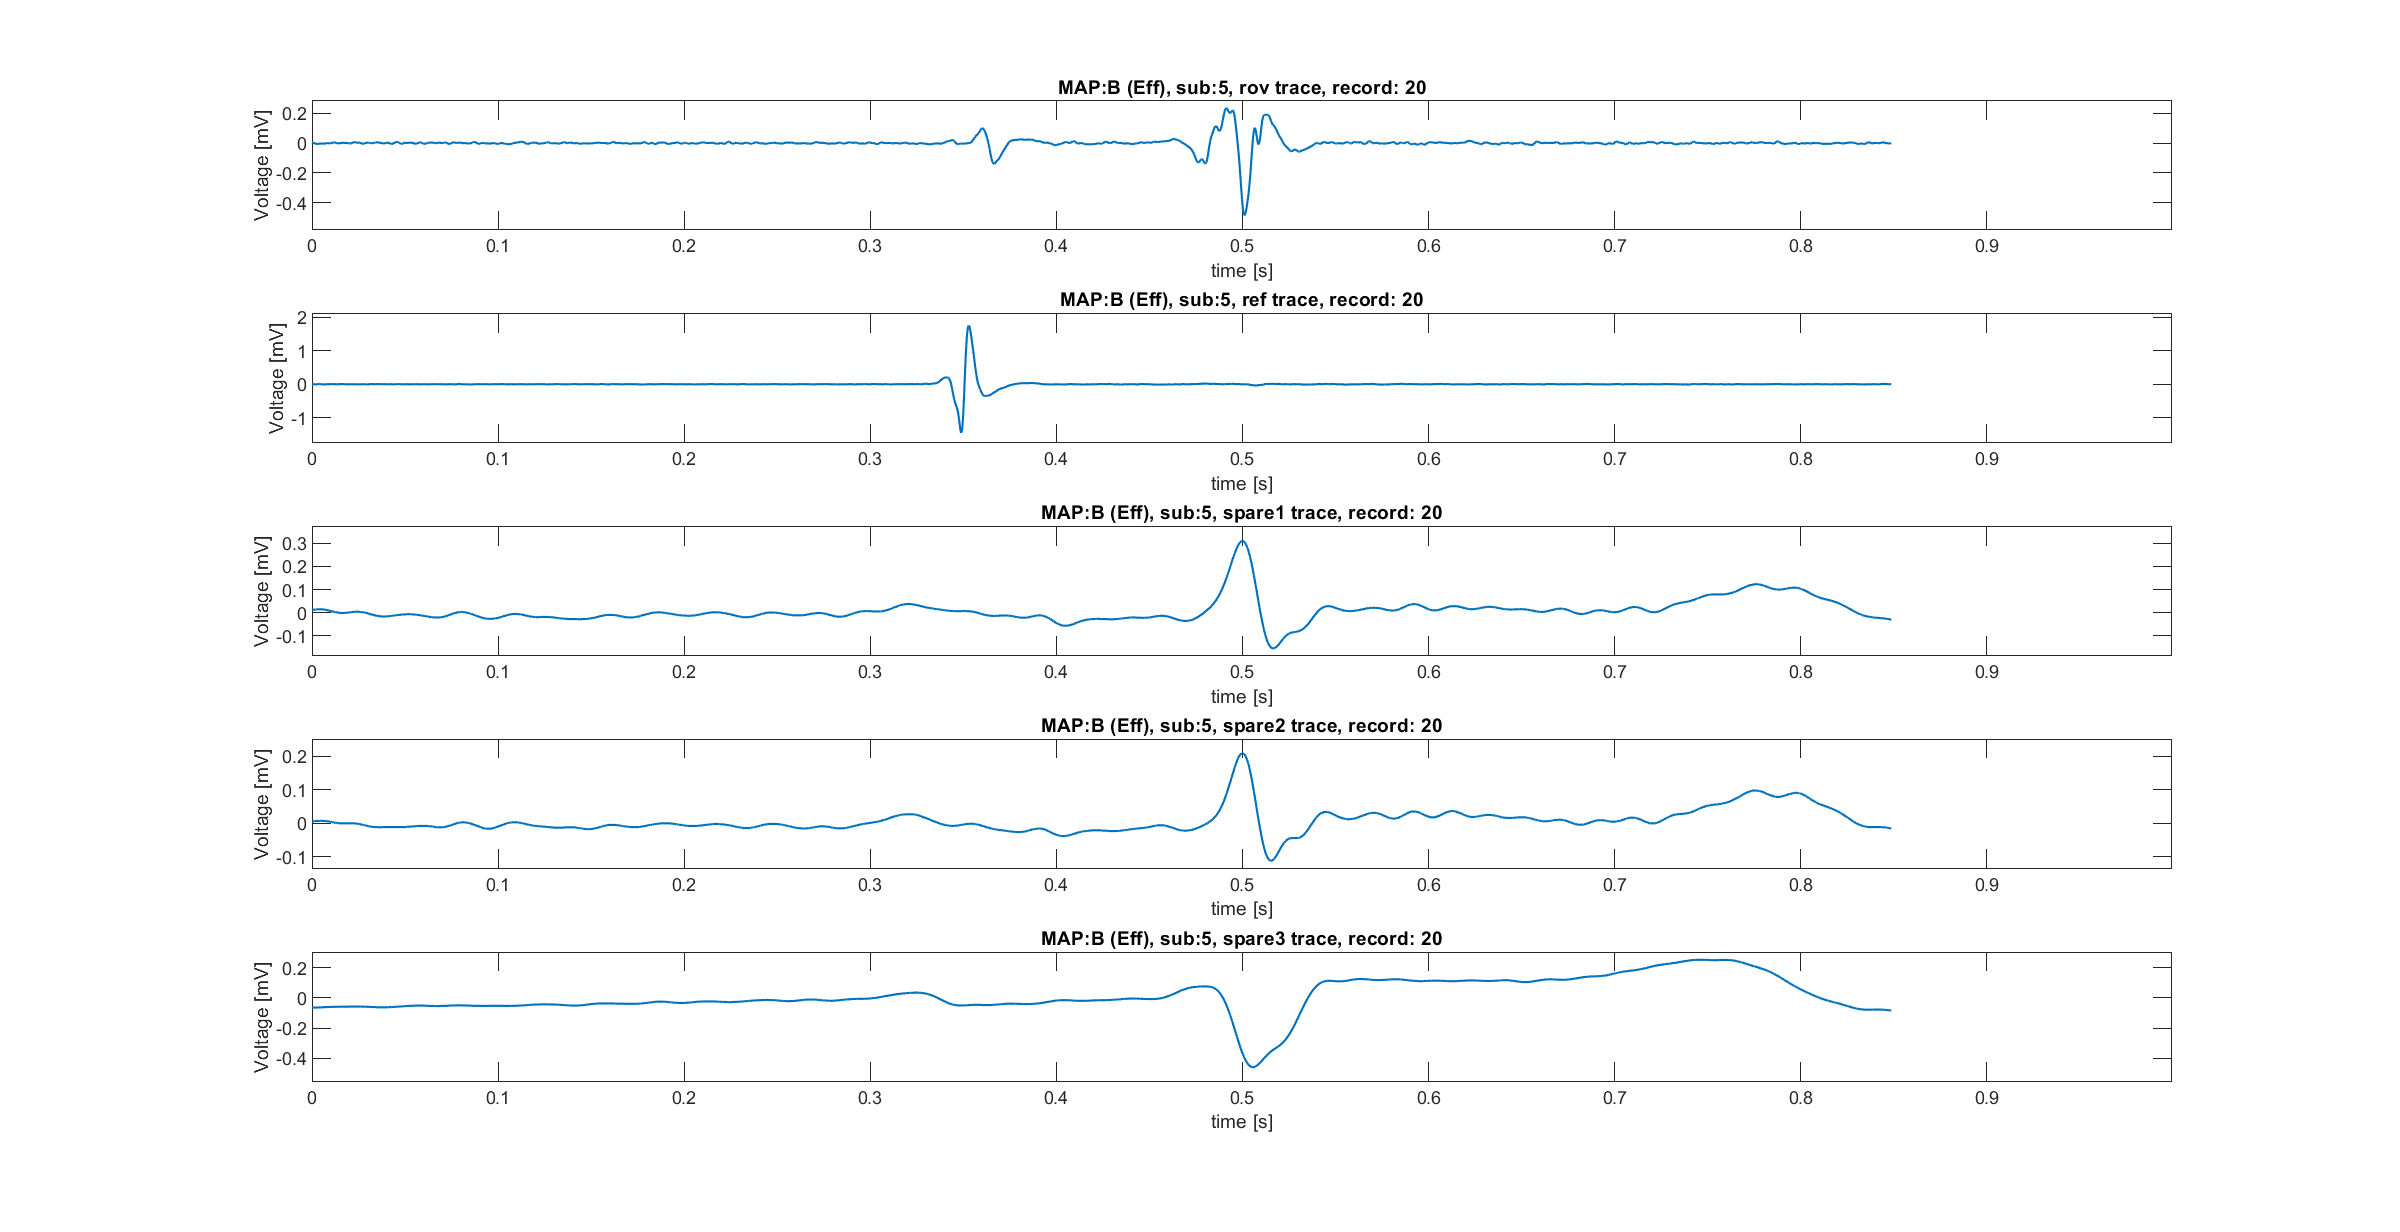 MAP:B (Eff), sub:5, rov trace, record: 20
Voltage [mV]
0.2
0
-0.2
-0.4
0 0.1 0.2 0.3 0.4 0.5 0.6 0.7 0.8 0.9
time [s]
MAP:B (Eff), sub:5, ref trace, record: 20
Voltage [mV]
2
1
0
-1
0 0.1 0.2 0.3 0.4 0.5 0.6 0.7 0.8 0.9
time [s]
MAP:B (Eff), sub:5, spare1 trace, record: 20
Voltage [mV]
0.3
0.2
0.1
0
-0.1
0 0.1 0.2 0.3 0.4 0.5 0.6 0.7 0.8 0.9
time [s]
MAP:B (Eff), sub:5, spare2 trace, record: 20
Voltage [mV]
0.2
0.1
0
-0.1
0 0.1 0.2 0.3 0.4 0.5 0.6 0.7 0.8 0.9
time [s]
MAP:B (Eff), sub:5, spare3 trace, record: 20
Voltage [mV]
0.2
0
-0.2
-0.4
0 0.1 0.2 0.3 0.4 0.5 0.6 0.7 0.8 0.9
time [s]